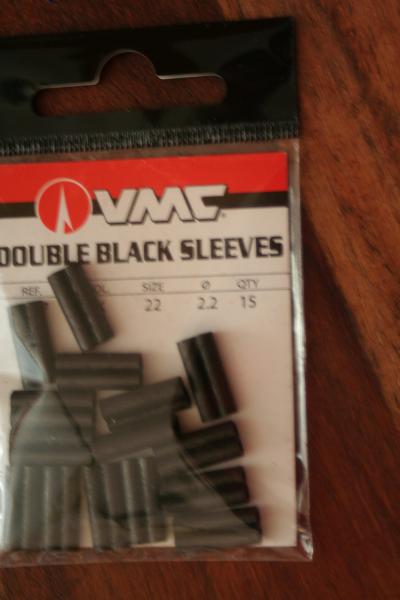 VMC
DOUBLE BLACK SLEEVES
REF. SIZE Ø QTY
22 2.2 15